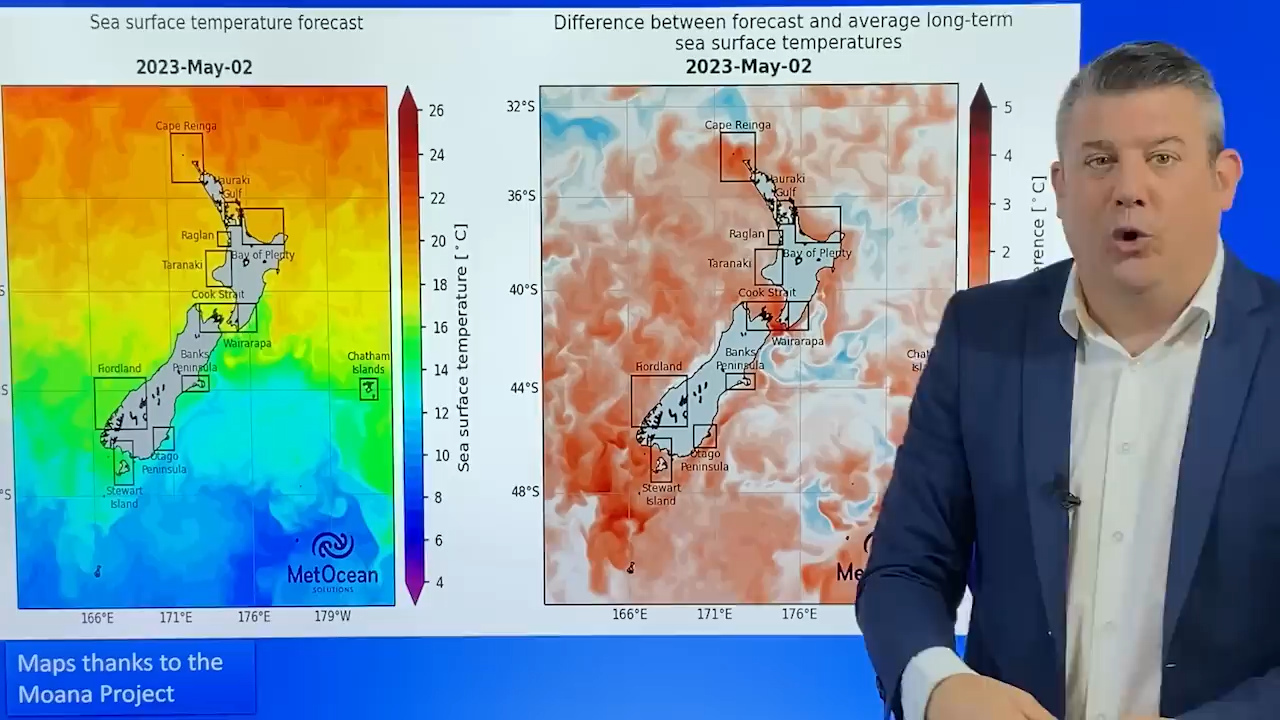 Sea surface temperature forecast
2023-May-02
Cape Reinga
Gulf
Raglan
Bay of Plenty
Taranaki
Cook Strait
Wairarapa
Banks
Peninsula
Fiordland
Chatham
Islands
Otago
Peninsula
Stewart
Island
MetOcean
SOLUTIONS
166°E 171°E 176°E 179°W
26
24
22
20
18
16
14
12
10
8
6
4
Sea surface temperature [°C]
Difference between forecast and average long-term
sea surface temperatures
2023-May-02
32°S
36°S
40°S
44°S
48°S
Cape Reinga
Gulf
Raglan
Bay of Plenty
Taranaki
Cook Strait
Wairarapa
Banks
Peninsula
Fiordland
Otago
Peninsula
Stewart
Island
166°E 171°E 176°E
5
4
3
2
[°C]
Maps thanks to the
Moana Project